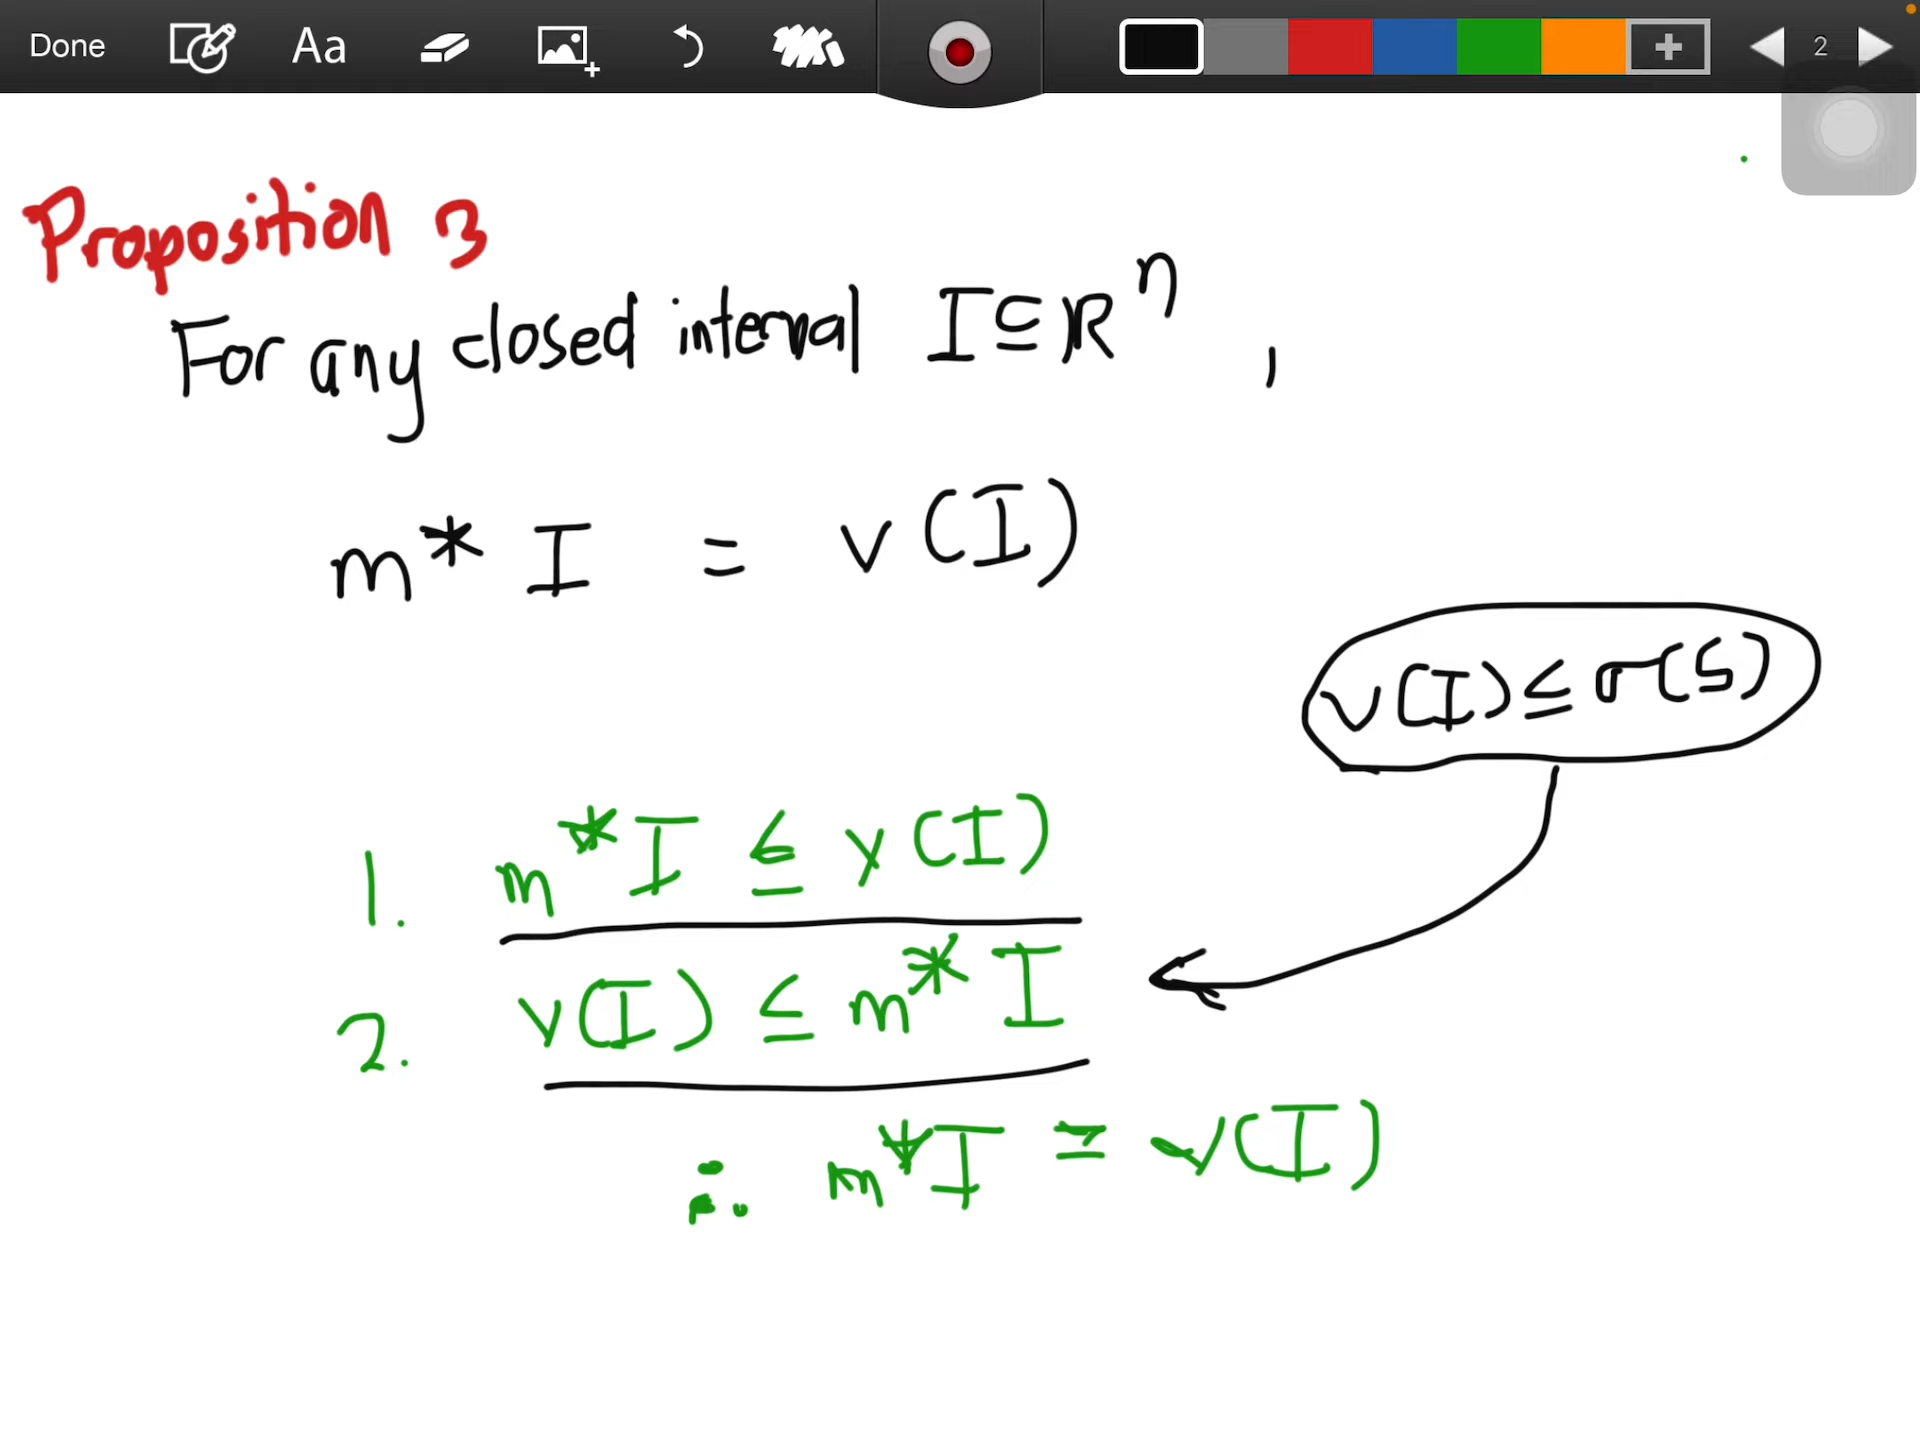 Done Aa 2
Proposition 3
For any closed interval I ⊆ ℝⁿ,
m* I = v(I)
v(I) ≤ σ(S)
1. m* I ≤ v(I)
2. v(I) ≤ m* I
∴ m* I = v(I)